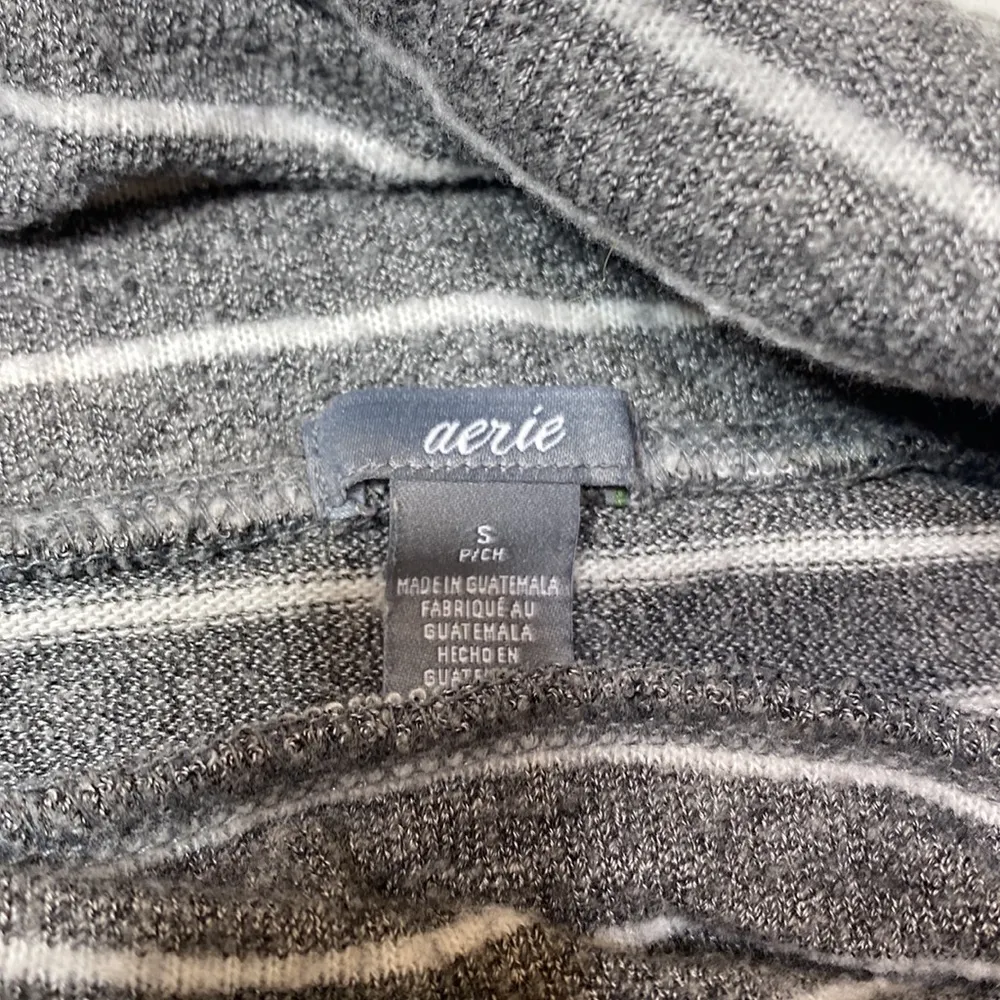 aerie
S
P/CH
MADE IN GUATEMALA
FABRIQUÉ AU
GUATEMALA
HECHO EN